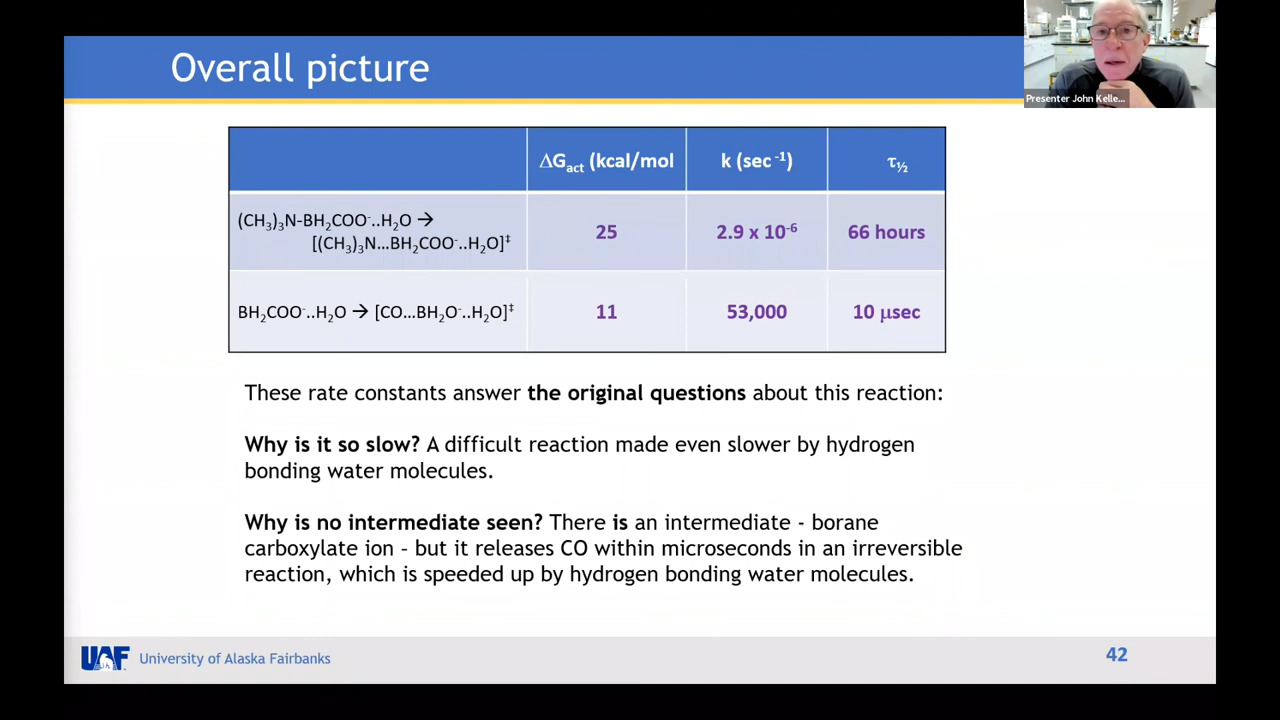 Overall picture
Presenter John Kelle...
ΔG_act (kcal/mol
k (sec ⁻¹)
τ_½
(CH₃)₃N-BH₂COO⁻..H₂O →
[(CH₃)₃N…BH₂COO⁻..H₂O]‡
25
2.9 x 10⁻⁶
66 hours
BH₂COO⁻..H₂O → [CO…BH₂O⁻..H₂O]‡
11
53,000
10 μsec
These rate constants answer the original questions about this reaction:
Why is it so slow? A difficult reaction made even slower by hydrogen
bonding water molecules.
Why is no intermediate seen? There is an intermediate - borane
carboxylate ion – but it releases CO within microseconds in an irreversible
reaction, which is speeded up by hydrogen bonding water molecules.
UAF
University of Alaska Fairbanks
42